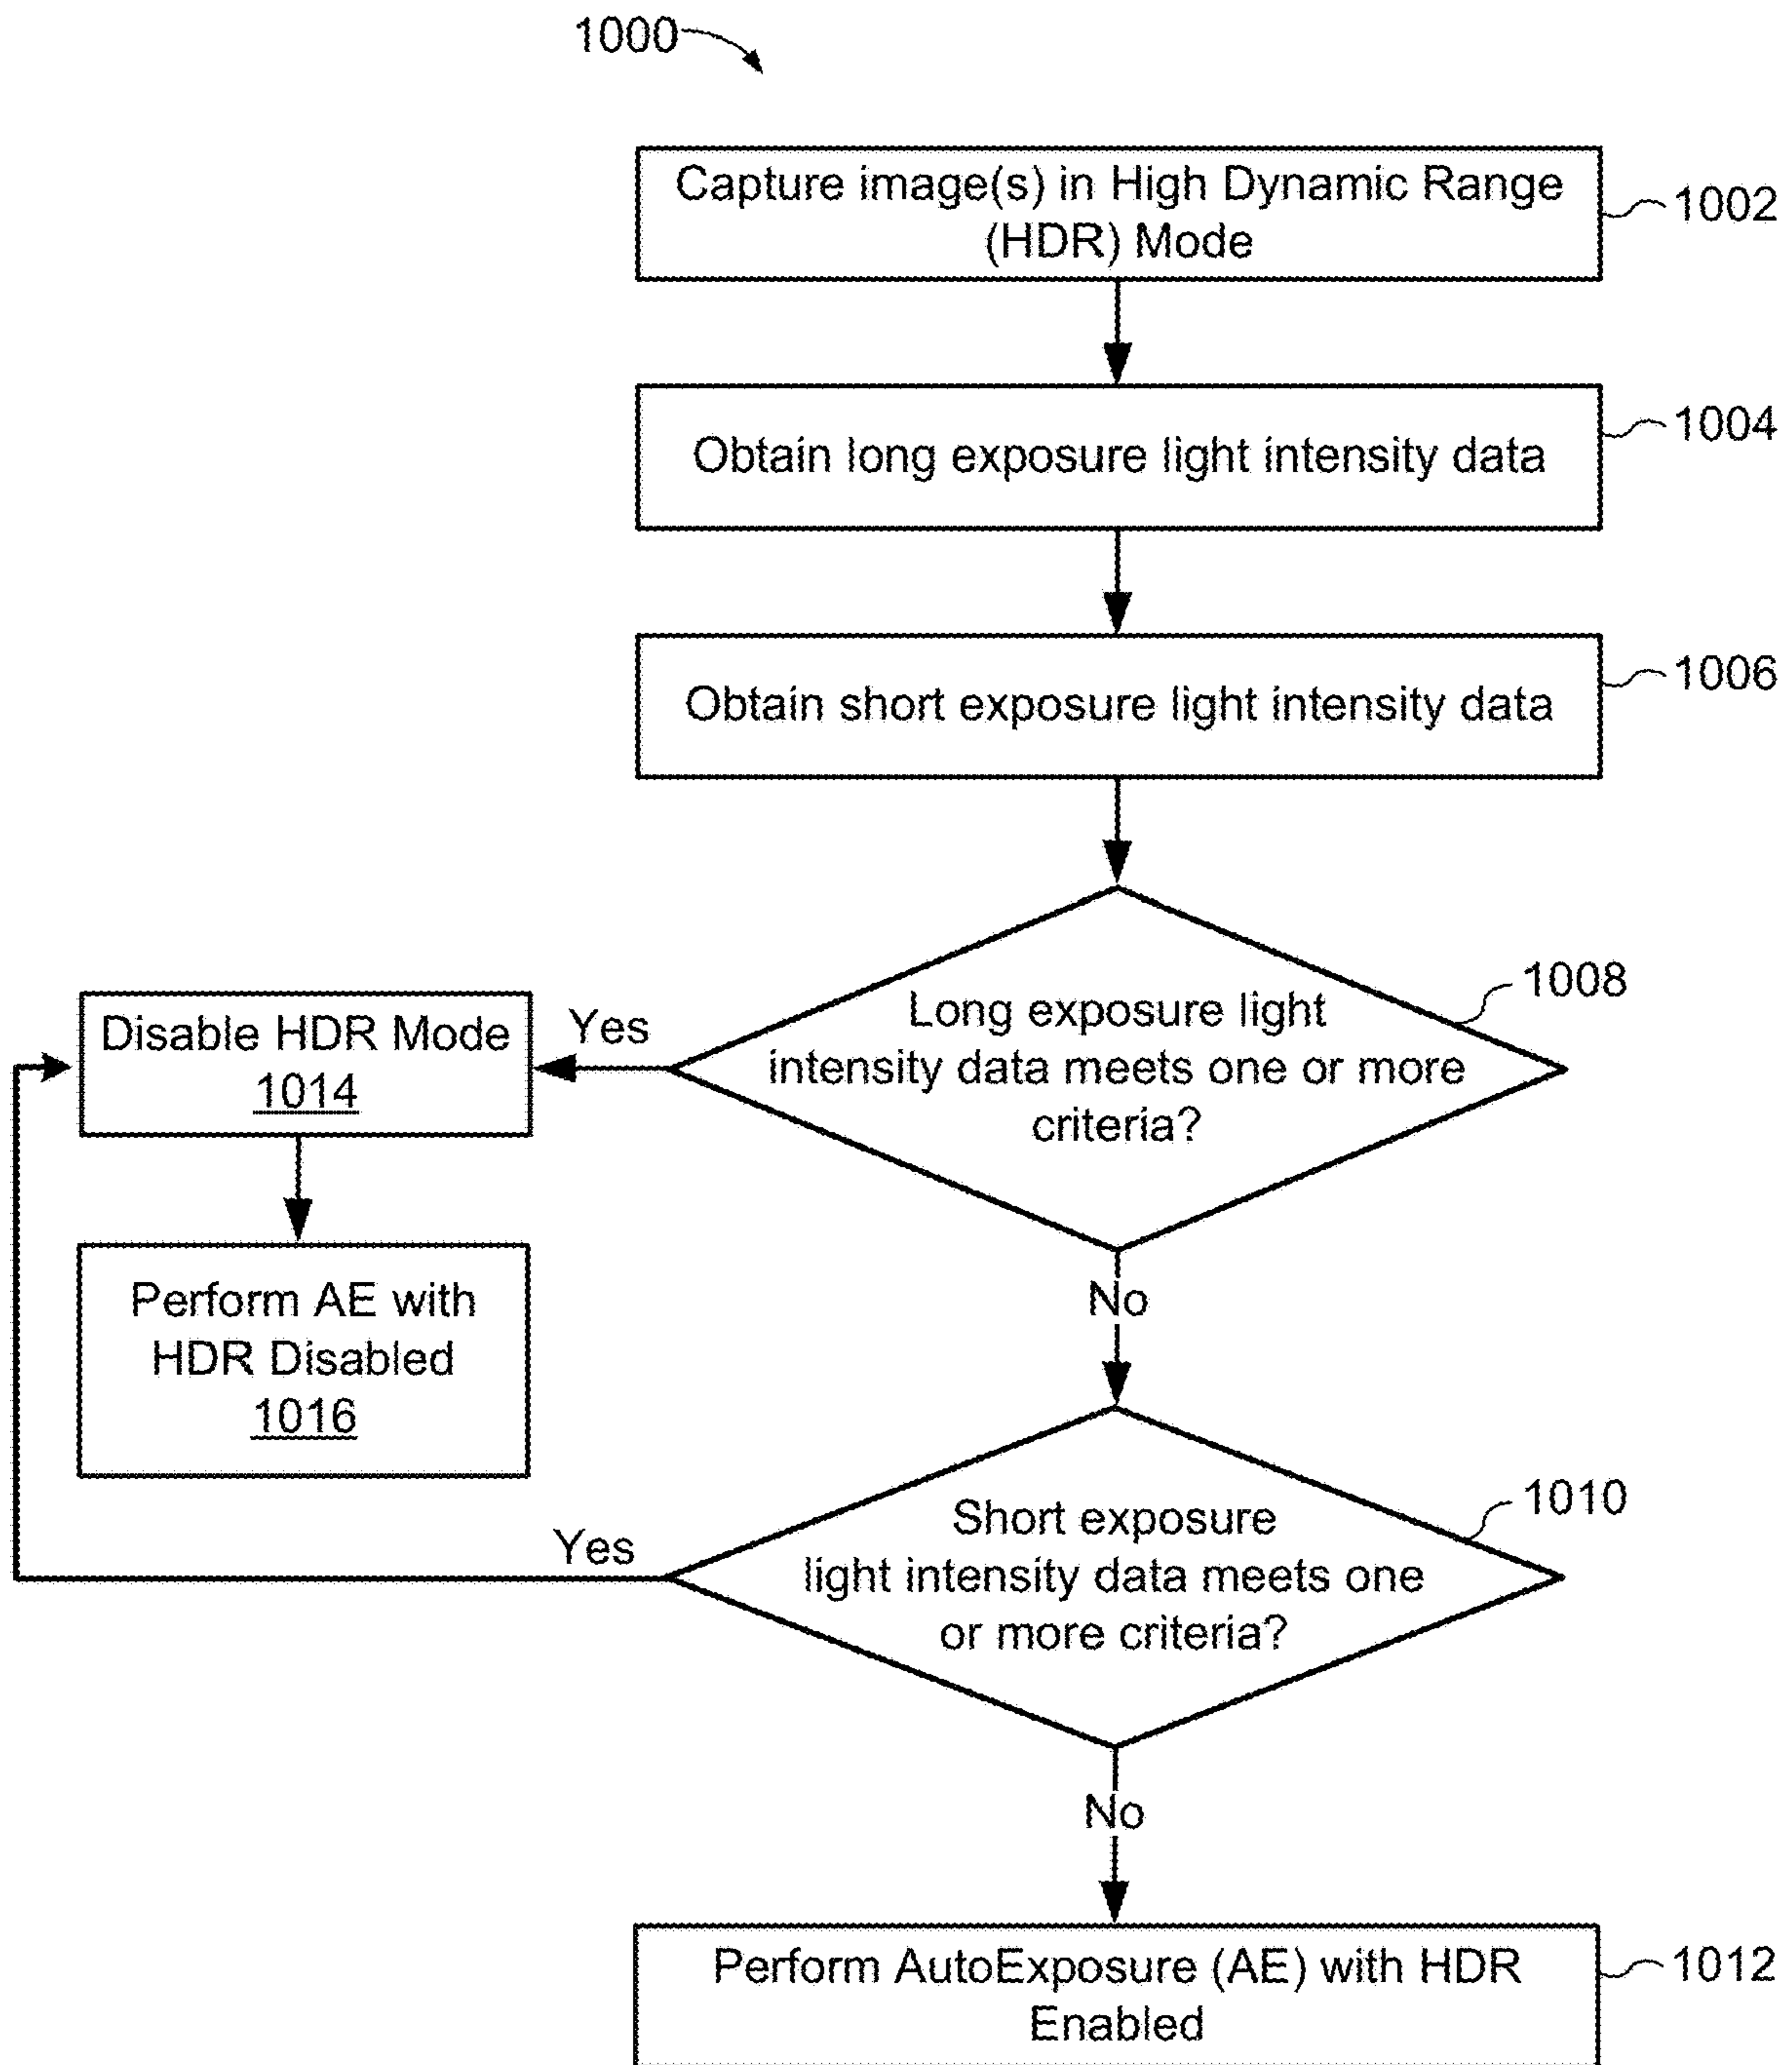 1000
Capture image(s) in High Dynamic Range
(HDR) Mode
1002
Obtain long exposure light intensity data
1004
Obtain short exposure light intensity data
1006
Long exposure light
intensity data meets one or more
criteria?
1008
Yes
Disable HDR Mode
1014
Perform AE with
HDR Disabled
1016
No
Short exposure
light intensity data meets one
or more criteria?
1010
Yes
No
Perform AutoExposure (AE) with HDR
Enabled
1012